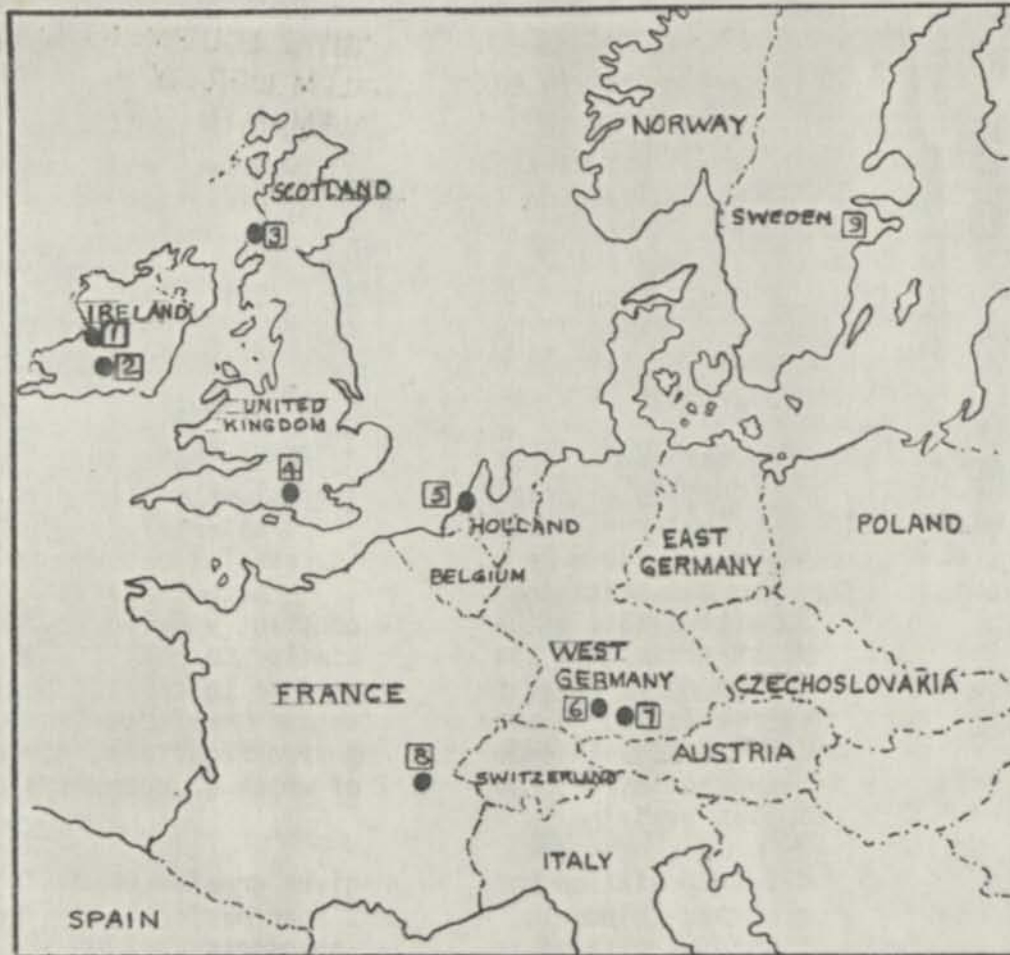 NORWAY
SCOTLAND
3
SWEDEN 9
IRELAND
1
2
UNITED
KINGDOM
4
5
HOLLAND
POLAND
EAST
GERMANY
BELGIUM
WEST
GERMANY
CZECHOSLOVAKIA
FRANCE
6
7
AUSTRIA
8
SWITZERLAND
ITALY
SPAIN